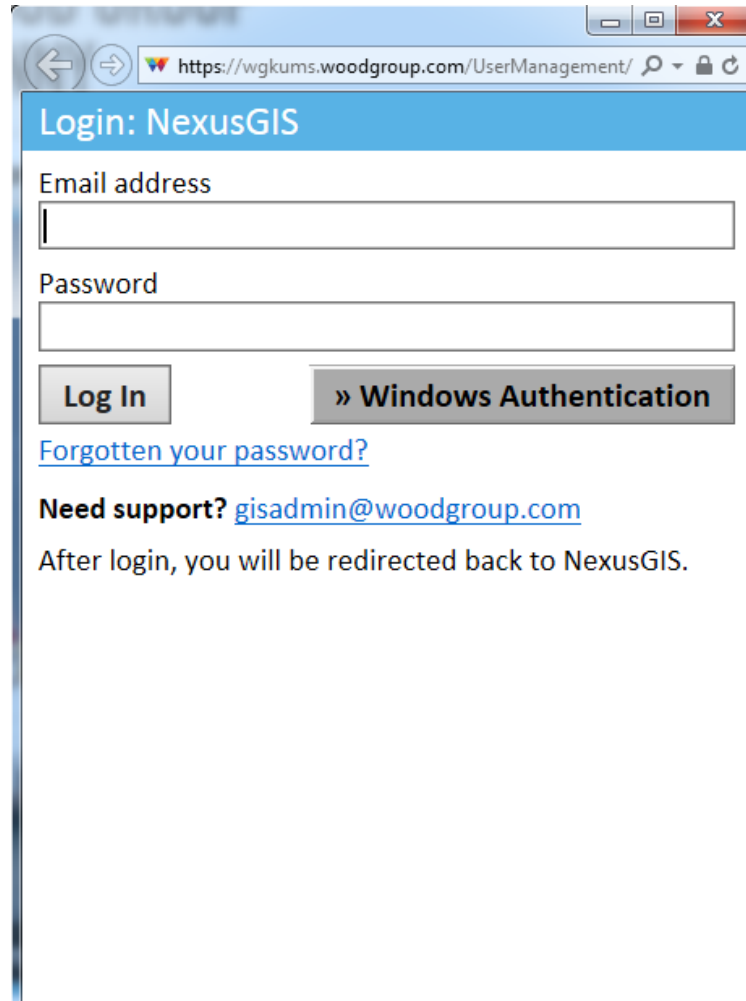 https://wgkums.woodgroup.com/UserManagement/
Login: NexusGIS
Email address
Password
Log In
» Windows Authentication
Forgotten your password?
Need support? gisadmin@woodgroup.com
After login, you will be redirected back to NexusGIS.